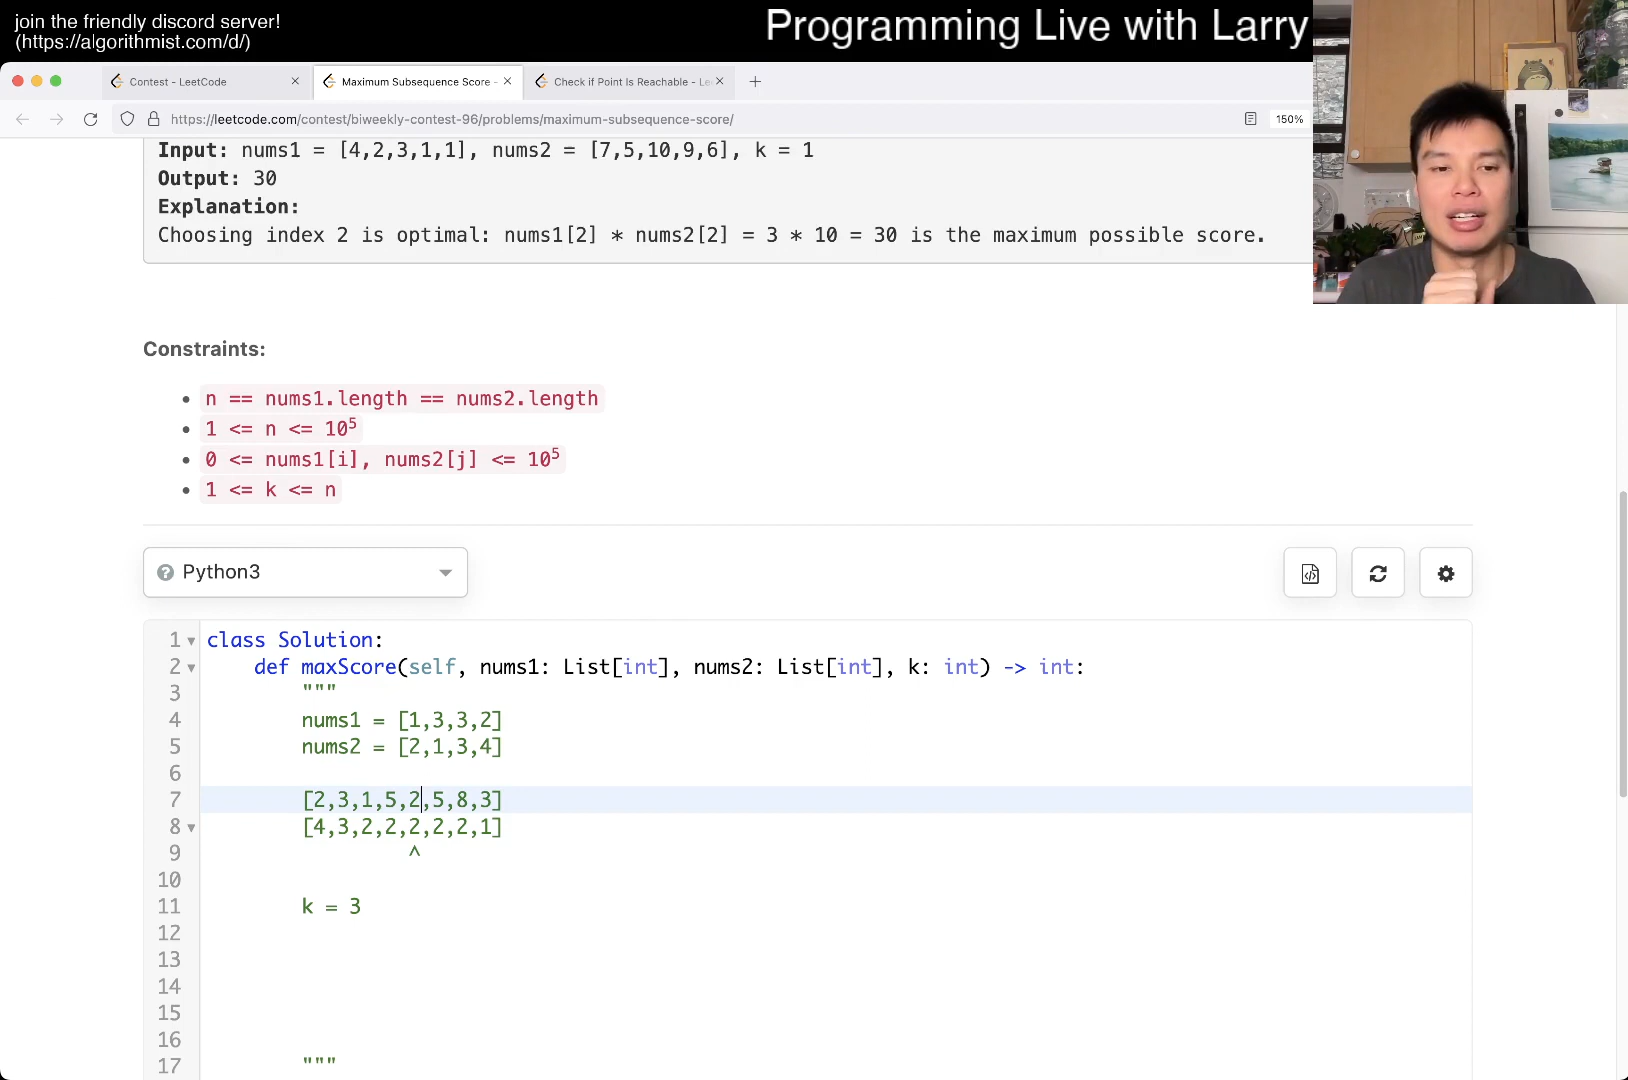 join the friendly discord server!
(https://algorithmist.com/d/)
Programming Live with Larry
Contest - LeetCode
Maximum Subsequence Score -
Check if Point Is Reachable - Le
https://leetcode.com/contest/biweekly-contest-96/problems/maximum-subsequence-score/
150%
Input: nums1 = [4,2,3,1,1], nums2 = [7,5,10,9,6], k = 1
Output: 30
Explanation:
Choosing index 2 is optimal: nums1[2] * nums2[2] = 3 * 10 = 30 is the maximum possible score.
Constraints:
n == nums1.length == nums2.length
1 <= n <= 10⁵
0 <= nums1[i], nums2[j] <= 10⁵
1 <= k <= n
Python3
1 class Solution:
2 def maxScore(self, nums1: List[int], nums2: List[int], k: int) -> int:
3 """
4 nums1 = [1,3,3,2]
5 nums2 = [2,1,3,4]
6
7 [2,3,1,5,2,5,8,3]
8 [4,3,2,2,2,2,2,1]
9 ^
10
11 k = 3
12
13
14
15
16
17 """